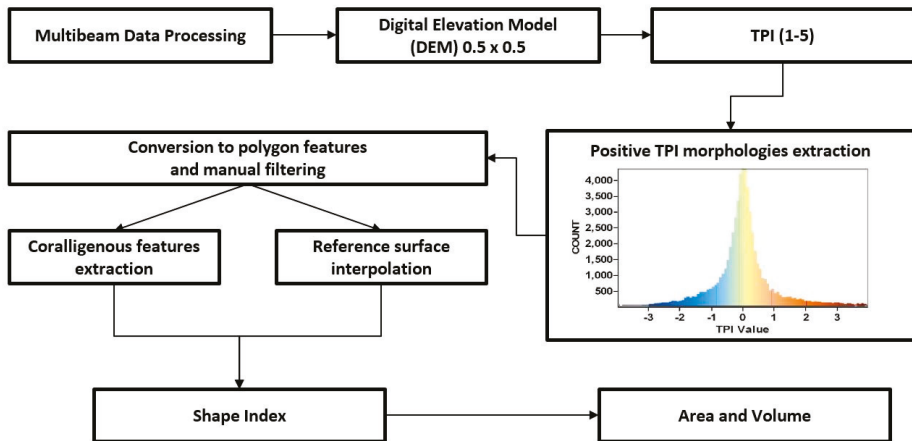 Multibeam Data Processing
Digital Elevation Model
(DEM) 0.5 x 0.5
TPI (1-5)
Positive TPI morphologies extraction
4,000
3,500
3,000
2,500
2,000
1,500
1,000
500
COUNT
-3 -2 -1 0 1 2 3
TPI Value
Conversion to polygon features
and manual filtering
Coralligenous features
extraction
Reference surface
interpolation
Shape Index
Area and Volume